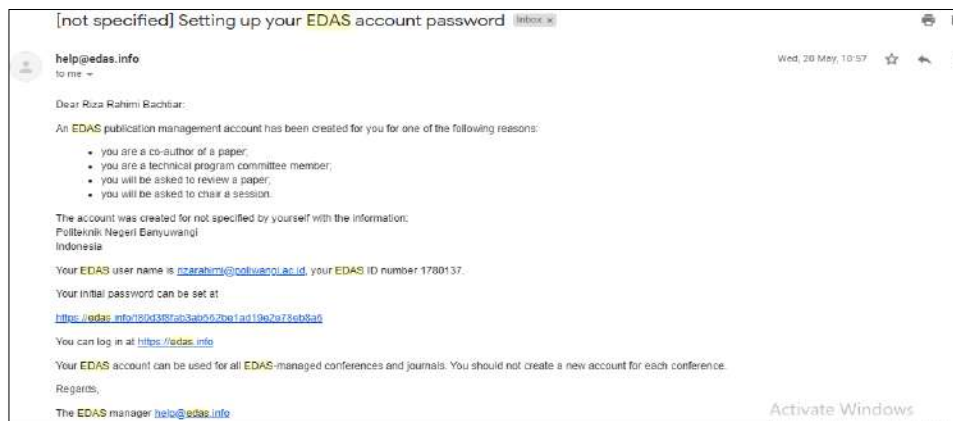 [not specified] Setting up your EDAS account password Inbox x
help@edas.info
Wed, 20 May, 10:57
to me
Dear Riza Rahimi Bachtiar:
An EDAS publication management account has been created for you for one of the following reasons:
• you are a co-author of a paper;
• you are a technical program committee member;
• you will be asked to review a paper;
• you will be asked to chair a session.
The account was created for not specified by yourself with the information:
Politeknik Negeri Banyuwangi
Indonesia
Your EDAS user name is rizarahimi@poliwangi.ac.id, your EDAS ID number 1780137.
Your initial password can be set at
You can log in at https://edas.info
Your EDAS account can be used for all EDAS-managed conferences and journals. You should not create a new account for each conference.
Regards,
The EDAS manager help@edas.info
Activate Windows